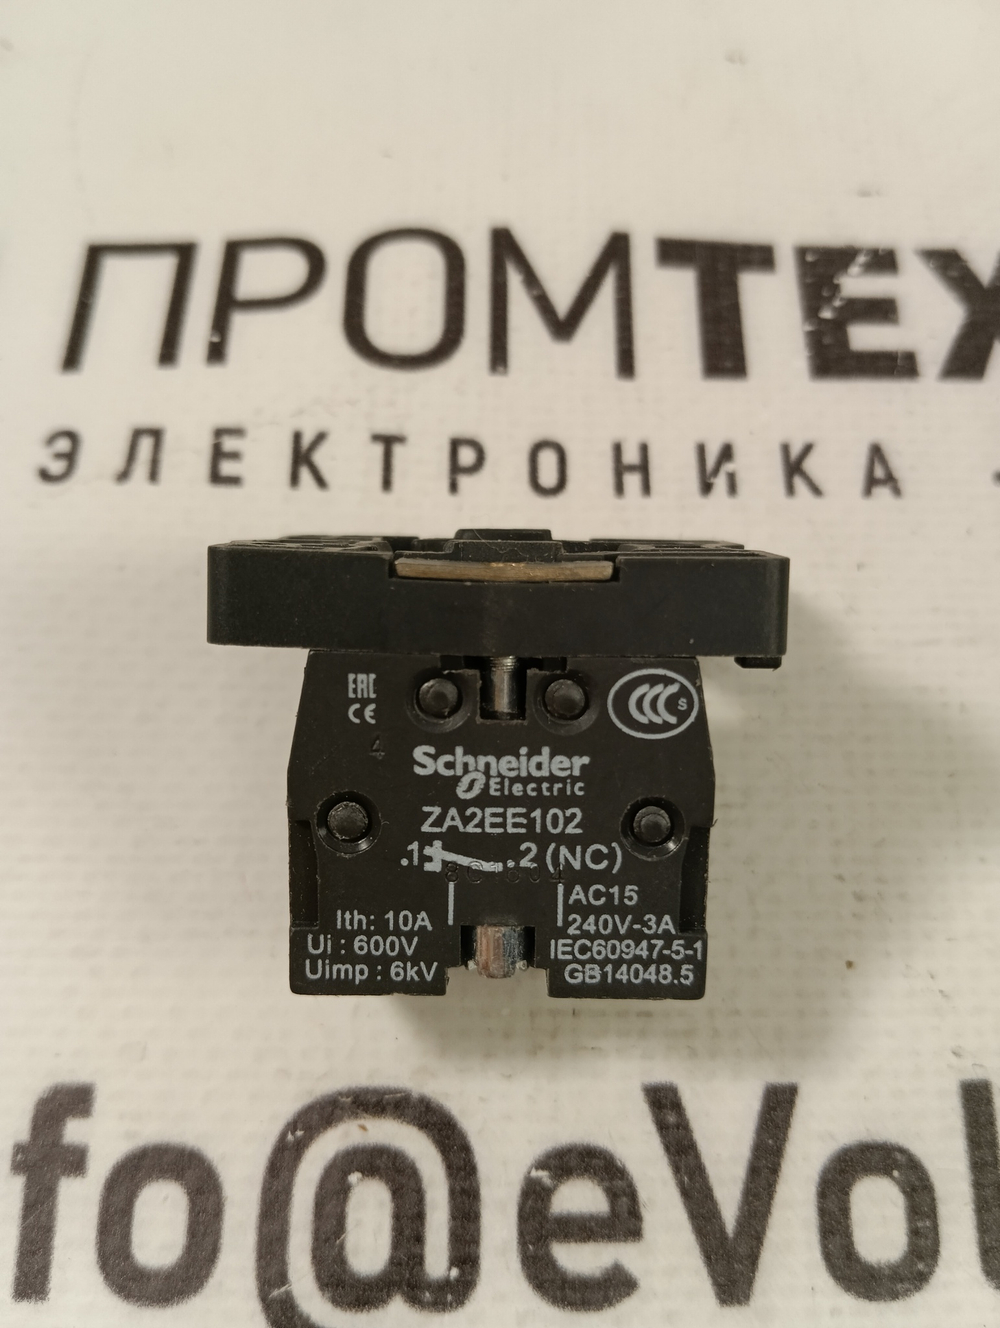 ПРОМТЕХ
ЭЛЕКТРОНИКА
EAC
CE
CCC S
4
Schneider
Electric
ZA2EE102
.1 .2 (NC)
AC15
Ith: 10A
240V-3A
Ui : 600V
IEC60947-5-1
Uimp : 6kV
GB14048.5
fo@eVol